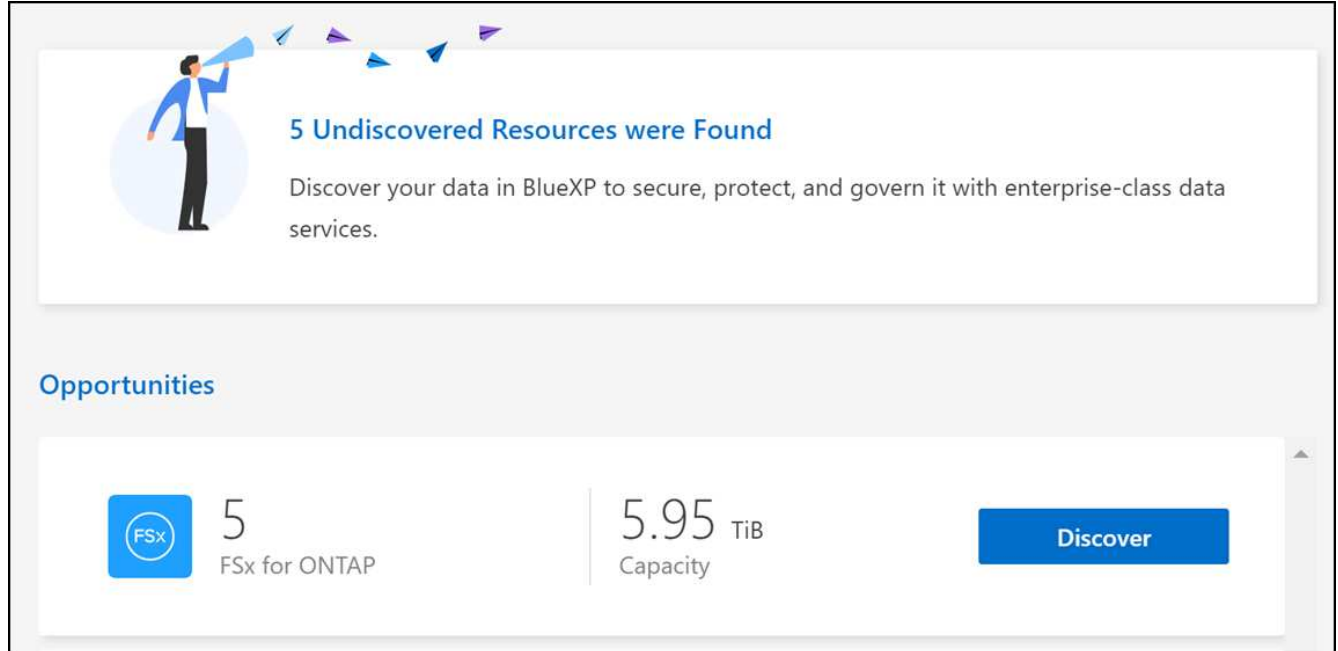 5 Undiscovered Resources were Found
Discover your data in BlueXP to secure, protect, and govern it with enterprise-class data
services.
Opportunities
FSx
5
FSx for ONTAP
5.95 TiB
Capacity
Discover